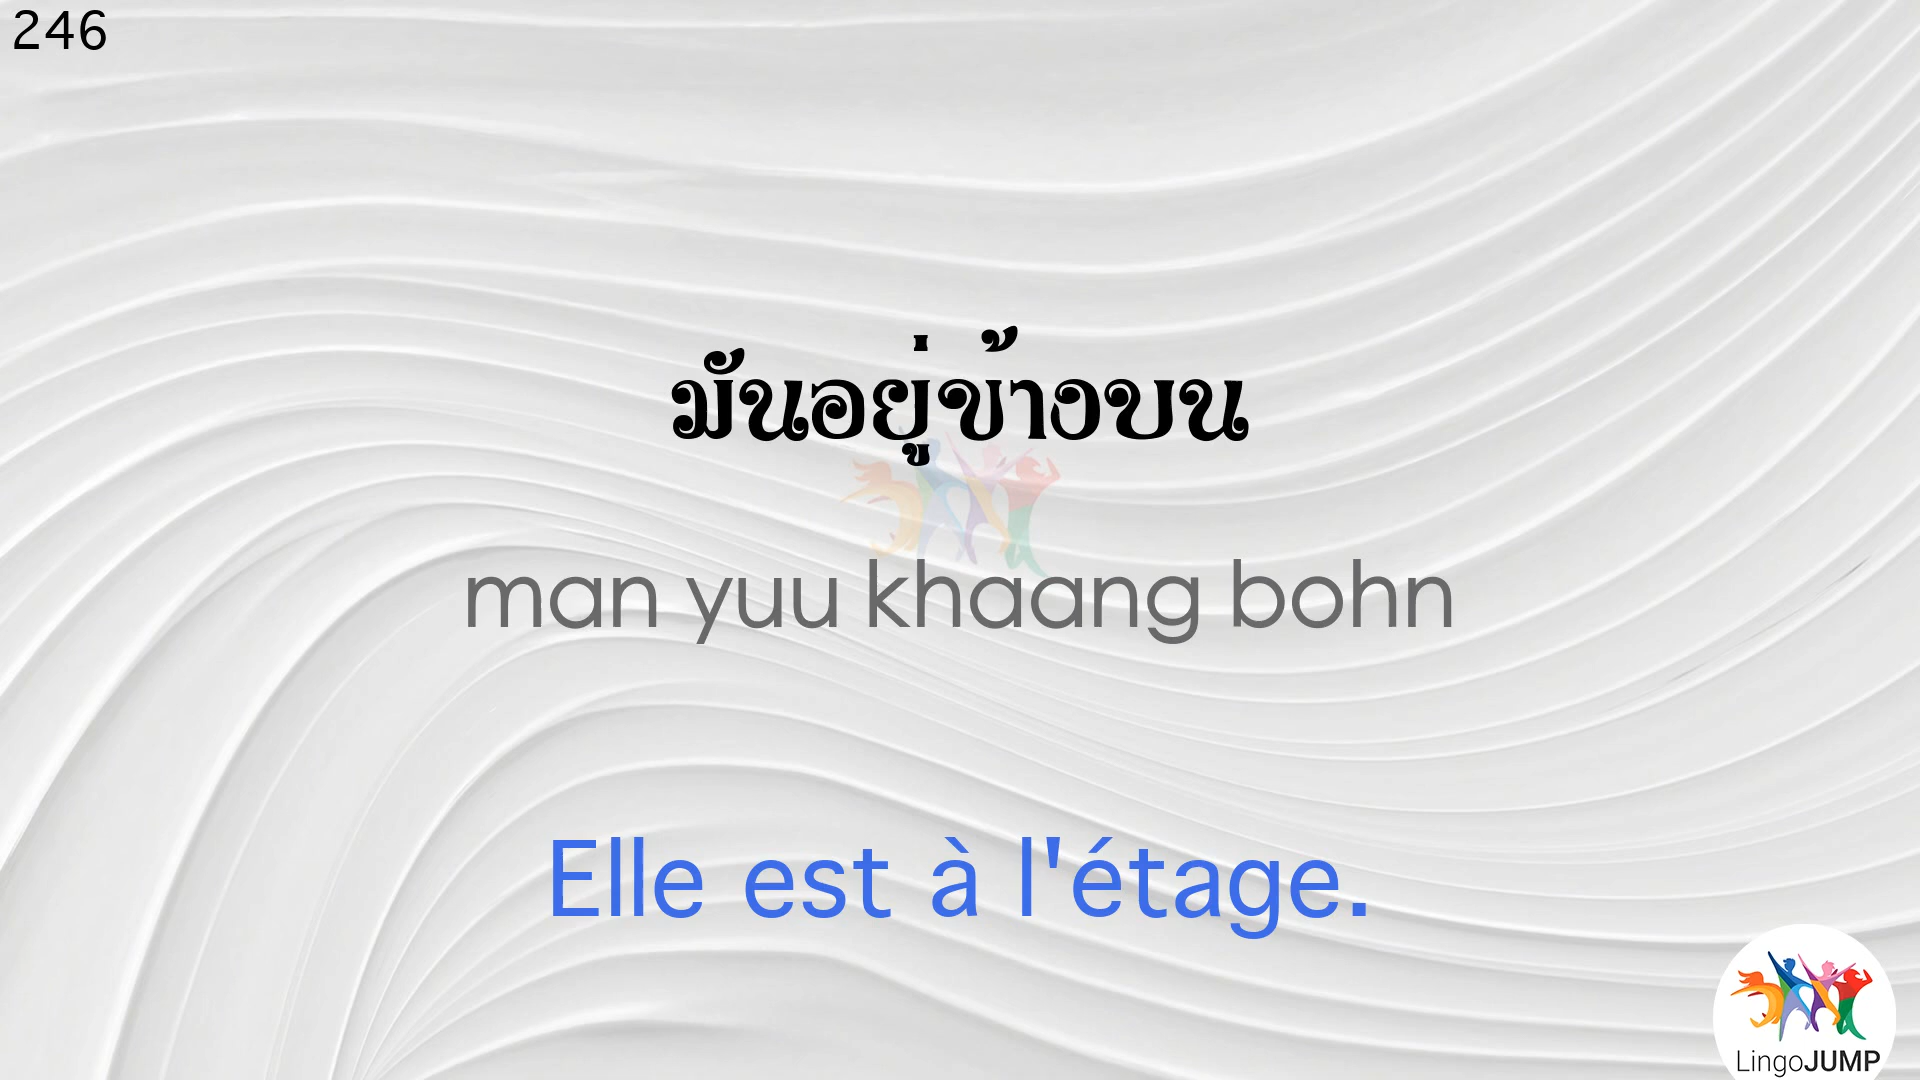 246
มันอยู่ข้างบน
man yuu khaang bohn
Elle est à l'étage.
LingoJUMP